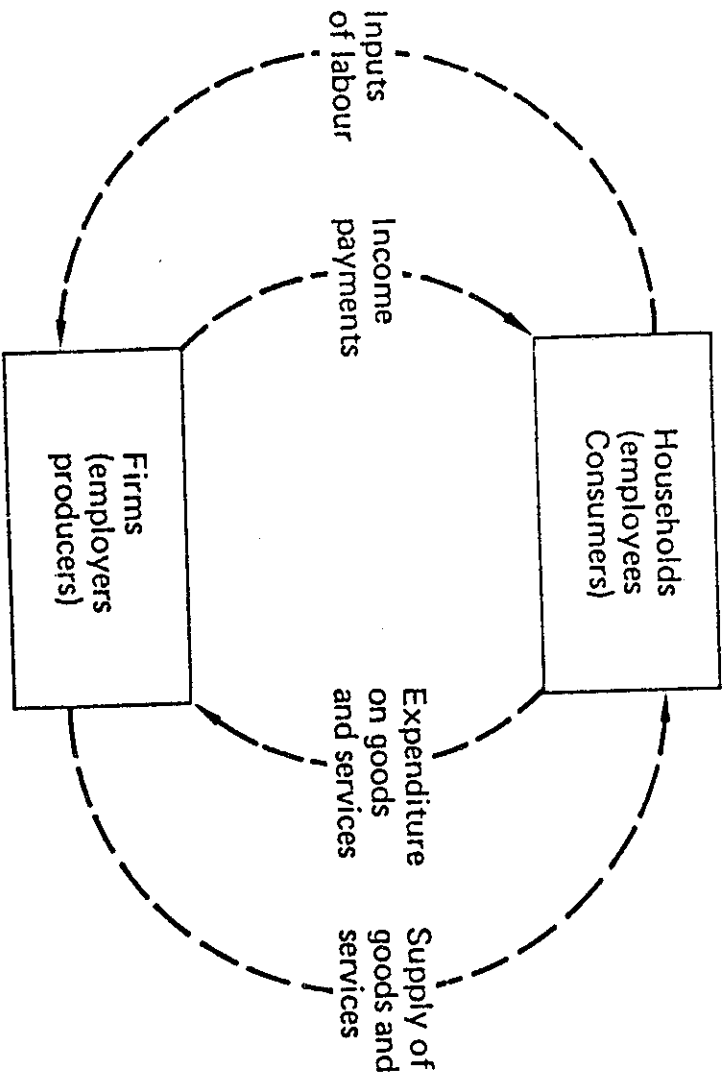 Households
(employees
Consumers)
Inputs
of labour
Income
payments
Expenditure
on goods
and services
Supply of
goods and
services
Firms
(employers
producers)